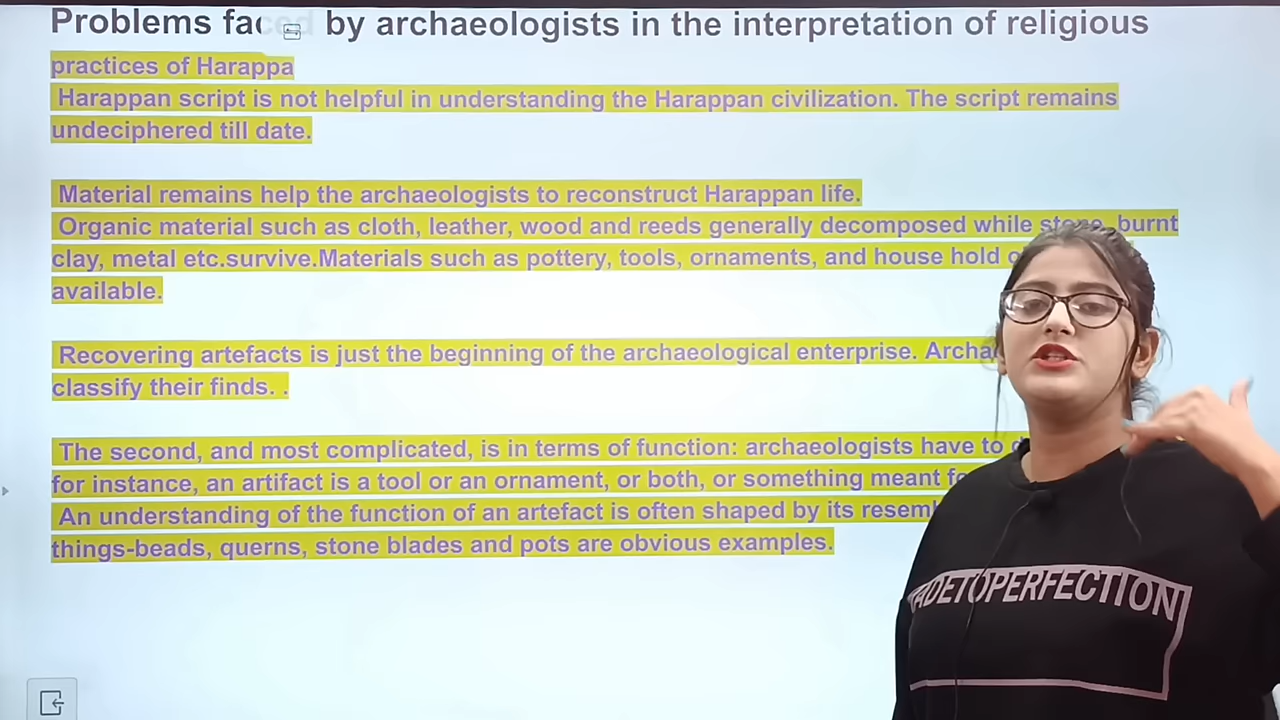 Problems faced by archaeologists in the interpretation of religious
practices of Harappa
Harappan script is not helpful in understanding the Harappan civilization. The script remains
undeciphered till date.
Material remains help the archaeologists to reconstruct Harappan life.
Organic material such as cloth, leather, wood and reeds generally decomposed while stone, burnt
clay, metal etc.survive.Materials such as pottery, tools, ornaments, and house hold
available.
Recovering artefacts is just the beginning of the archaeological enterprise.
classify their finds. .
The second, and most complicated, is in terms of function: archaeologists have to
for instance, an artifact is a tool or an ornament, or both, or something meant
An understanding of the function of an artefact is often shaped by its
things-beads, querns, stone blades and pots are obvious examples.
ADETOPERFECTION